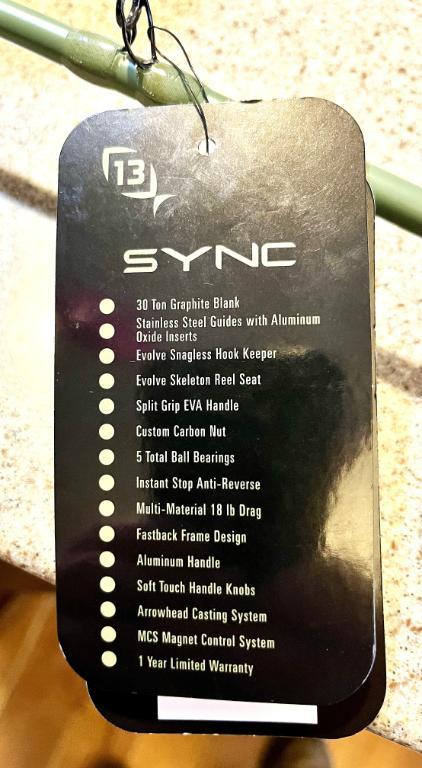 13
SYNC
30 Ton Graphite Blank
Stainless Steel Guides with Aluminum
Oxide Inserts
Evolve Snagless Hook Keeper
Evolve Skeleton Reel Seat
Split Grip EVA Handle
Custom Carbon Nut
5 Total Ball Bearings
Instant Stop Anti-Reverse
Multi-Material 18 lb Drag
Fastback Frame Design
Aluminum Handle
Soft Touch Handle Knobs
Arrowhead Casting System
MCS Magnet Control System
1 Year Limited Warranty